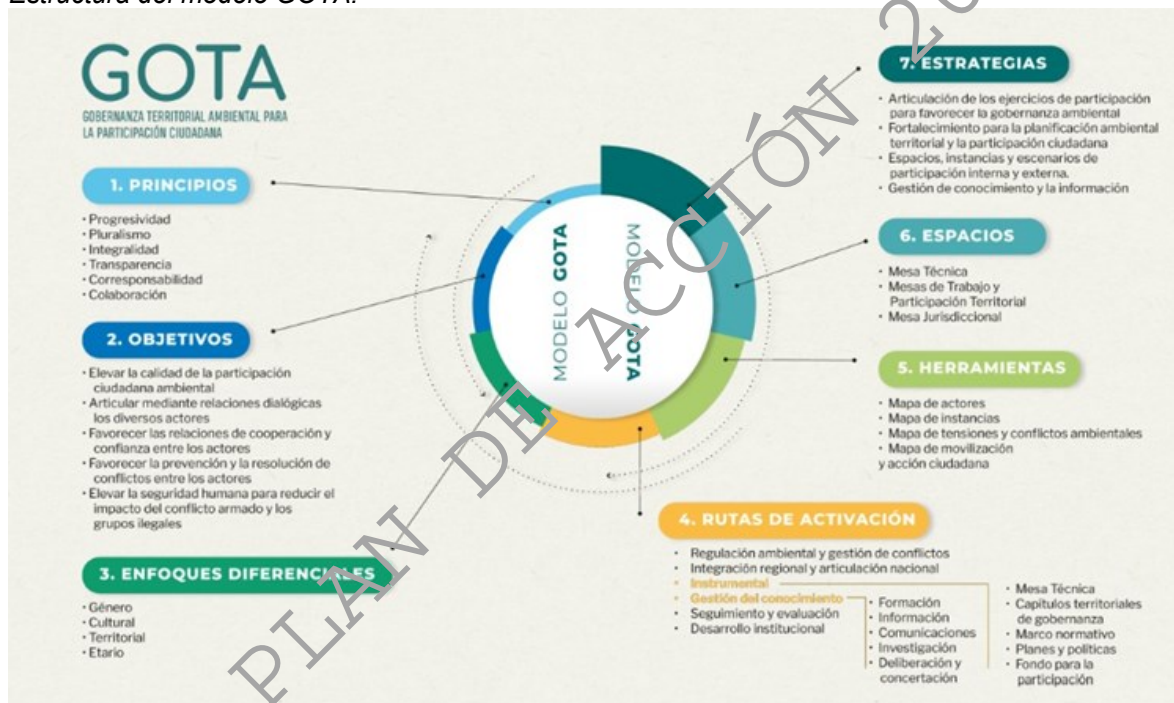 Estructura del modelo GOTA.
GOTA
GOBERNANZA TERRITORIAL AMBIENTAL PARA
LA PARTICIPACIÓN CIUDADANA
1. PRINCIPIOS
• Progresividad
• Pluralismo
• Integralidad
• Transparencia
• Corresponsabilidad
• Colaboración
2. OBJETIVOS
• Elevar la calidad de la participación
ciudadana ambiental
• Articular mediante relaciones dialógicas
los diversos actores
• Favorecer las relaciones de cooperación y
confianza entre los actores
• Favorecer la prevención y la resolución de
conflictos entre los actores
• Elevar la seguridad humana para reducir el
impacto del conflicto armado y los
grupos ilegales
3. ENFOQUES DIFERENCIALES
• Género
• Cultural
• Territorial
• Etario
MODELO GOTA
MODELO GOTA
7. ESTRATEGIAS
• Articulación de los ejercicios de participación
para favorecer la gobernanza ambiental
• Fortalecimiento para la planificación ambiental
territorial y la participación ciudadana
• Espacios, instancias y escenarios de
participación interna y externa.
• Gestión de conocimiento y la información
6. ESPACIOS
• Mesa Técnica
• Mesas de Trabajo y
Participación Territorial
• Mesa Jurisdiccional
5. HERRAMIENTAS
• Mapa de actores
• Mapa de instancias
• Mapa de tensiones y conflictos ambientales
• Mapa de movilización
y acción ciudadana
4. RUTAS DE ACTIVACIÓN
• Regulación ambiental y gestión de conflictos
• Integración regional y articulación nacional
• Instrumental
• Gestión del conocimiento
• Seguimiento y evaluación
• Desarrollo institucional
• Formación
• Información
• Comunicaciones
• Investigación
• Deliberación y
concertación
• Mesa Técnica
• Capítulos territoriales
de gobernanza
• Marco normativo
• Planes y políticas
• Fondo para la
participación
PLAN DE ACCIÓN